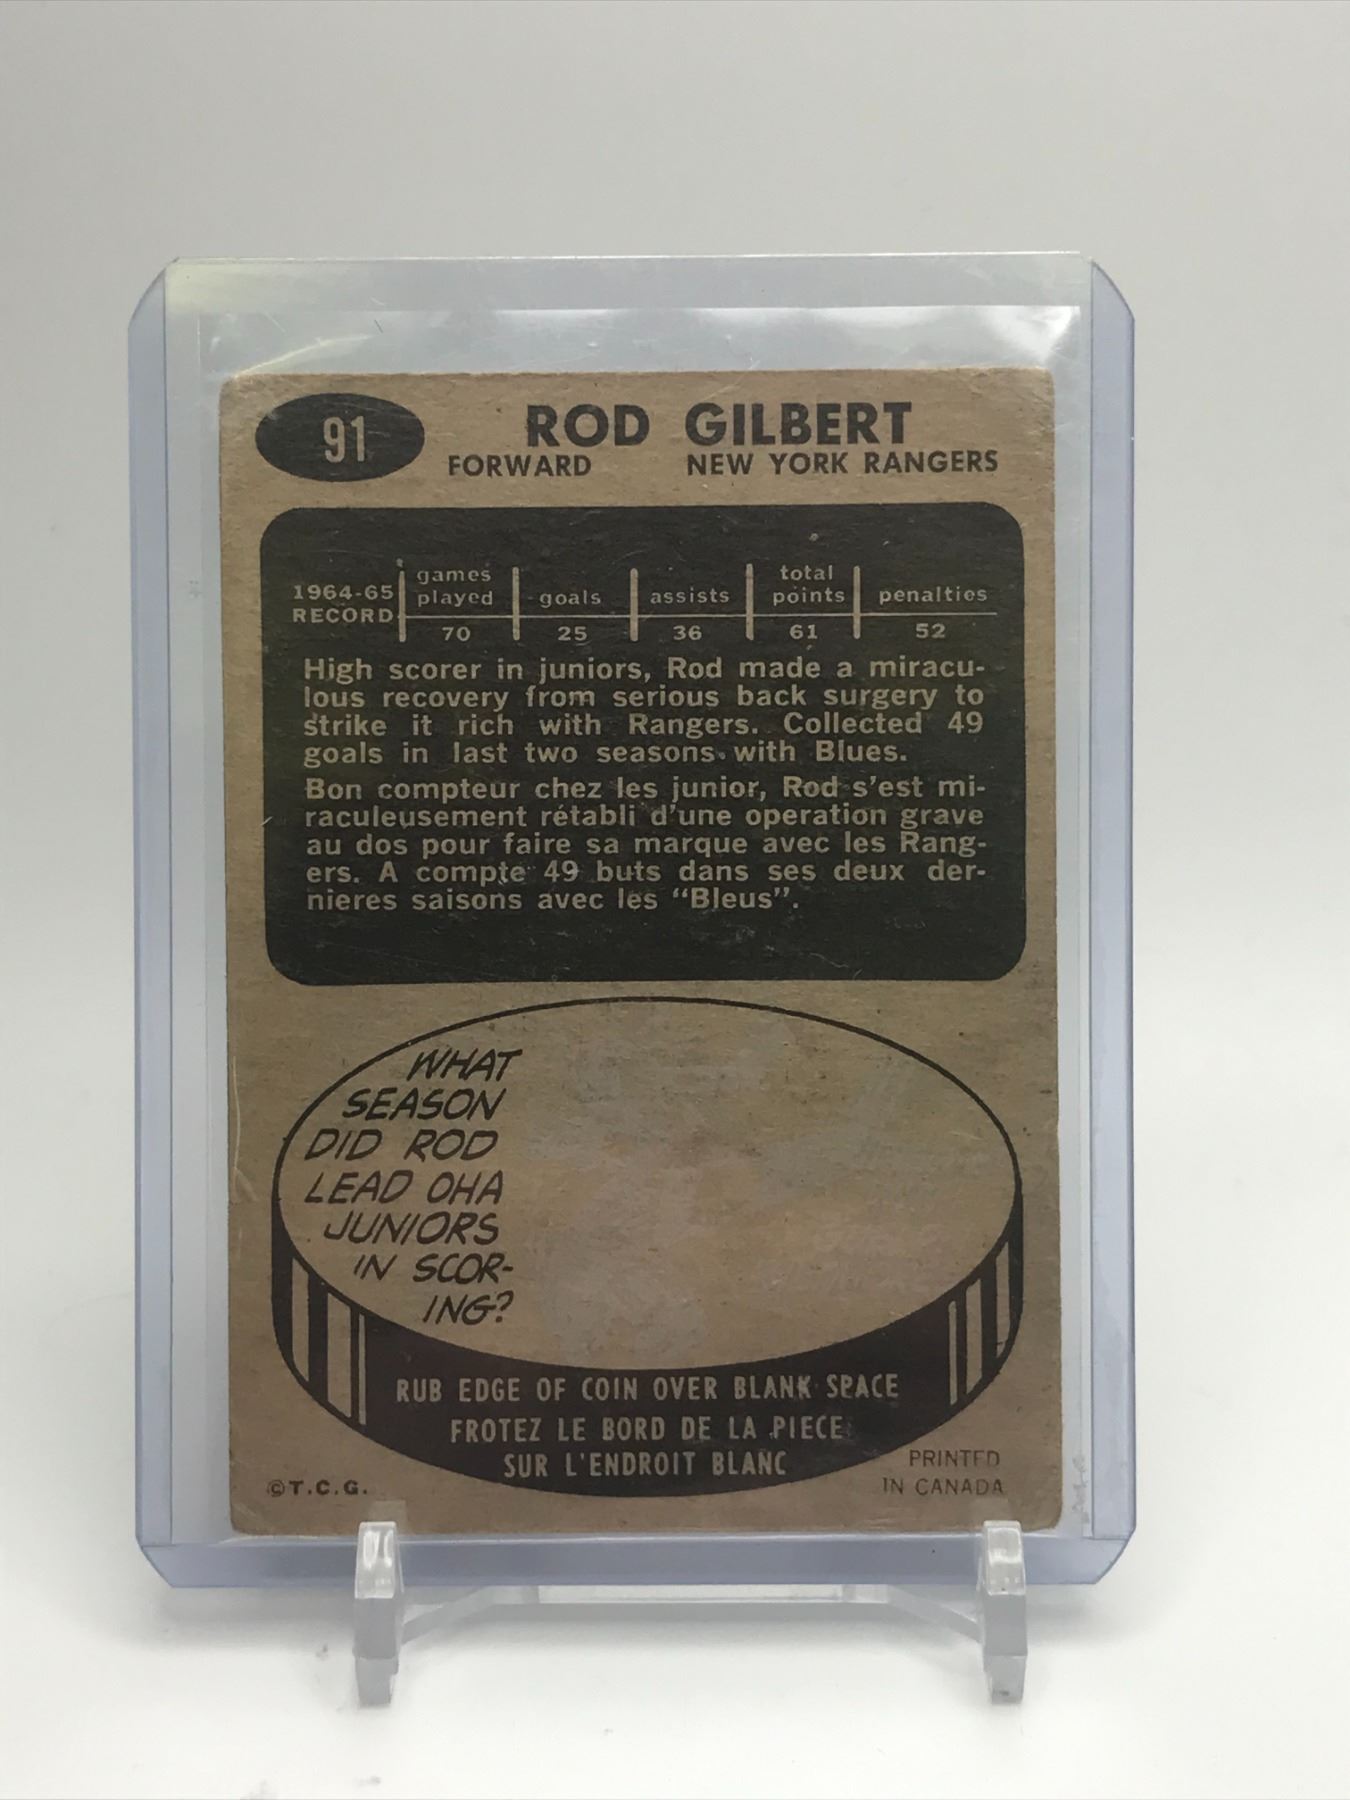 91
ROD GILBERT
FORWARD NEW YORK RANGERS
1964-65 RECORD games played goals assists total points penalties
70 25 36 61 52
High scorer in juniors, Rod made a miracu-
lous recovery from serious back surgery to
strike it rich with Rangers. Collected 49
goals in last two seasons with Blues.
Bon compteur chez les junior, Rod s'est mi-
raculeusement rétabli d'une operation grave
au dos pour faire sa marque avec les Rang-
ers. A compte 49 buts dans ses deux der-
nieres saisons avec les "Bleus".
WHAT
SEASON
DID ROD
LEAD OHA
JUNIORS
IN SCOR-
ING?
RUB EDGE OF COIN OVER BLANK SPACE
FROTEZ LE BORD DE LA PIECE
SUR L'ENDROIT BLANC
©T.C.G.
PRINTED
IN CANADA